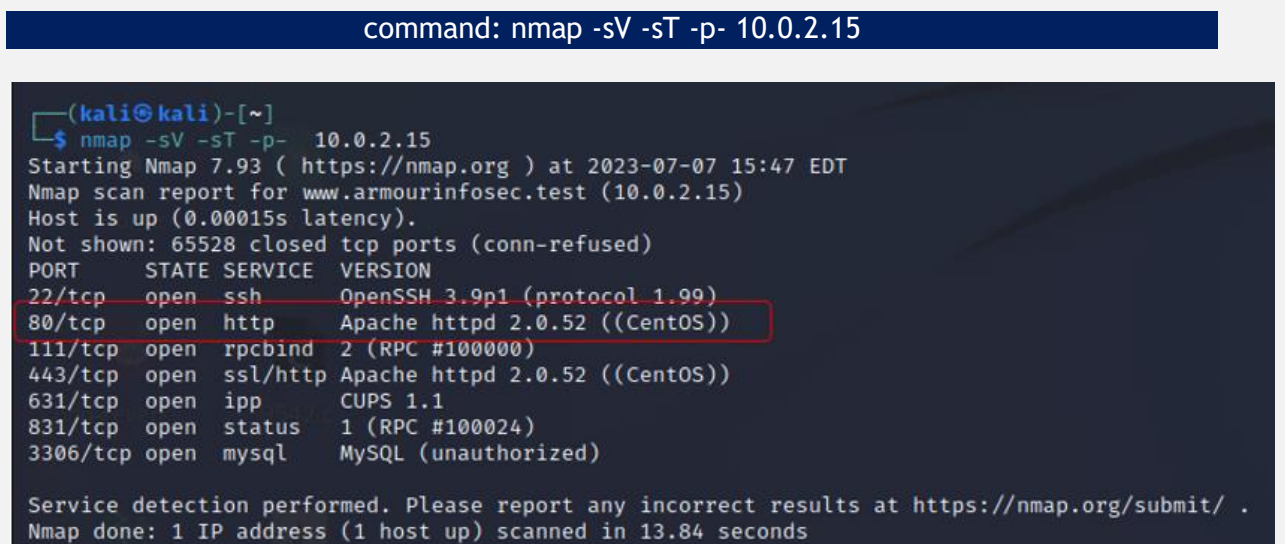 command: nmap -sV -sT -p- 10.0.2.15
┌──(kali㉿kali)-[~]
└─$ nmap -sV -sT -p-  10.0.2.15
Starting Nmap 7.93 ( https://nmap.org ) at 2023-07-07 15:47 EDT
Nmap scan report for www.armourinfosec.test (10.0.2.15)
Host is up (0.00015s latency).
Not shown: 65528 closed tcp ports (conn-refused)
PORT     STATE SERVICE  VERSION
22/tcp   open  ssh      OpenSSH 3.9p1 (protocol 1.99)
80/tcp   open  http     Apache httpd 2.0.52 ((CentOS))
111/tcp  open  rpcbind  2 (RPC #100000)
443/tcp  open  ssl/http Apache httpd 2.0.52 ((CentOS))
631/tcp  open  ipp      CUPS 1.1
831/tcp  open  status   1 (RPC #100024)
3306/tcp open  mysql    MySQL (unauthorized)
Service detection performed. Please report any incorrect results at https://nmap.org/submit/ .
Nmap done: 1 IP address (1 host up) scanned in 13.84 seconds